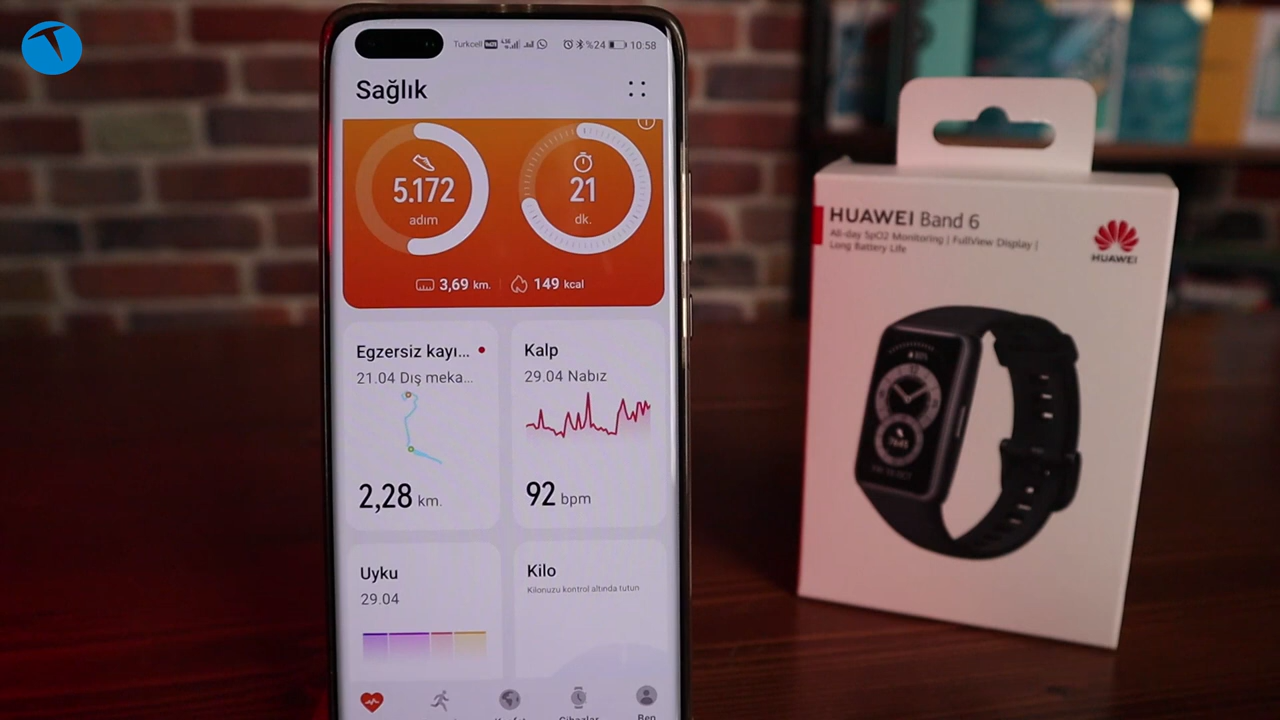 Turkcell %24 10:58
Sağlık
5.172
adım
21
dk.
3,69 km.
149 kcal
Egzersiz kayı...
21.04 Dış meka...
2,28 km.
Kalp
29.04 Nabız
92 bpm
Uyku
29.04
Kilo
Kilonuzu kontrol altında tutun
HUAWEI Band 6
All-day SpO2 Monitoring | FullView Display |
Long Battery Life
HUAWEI